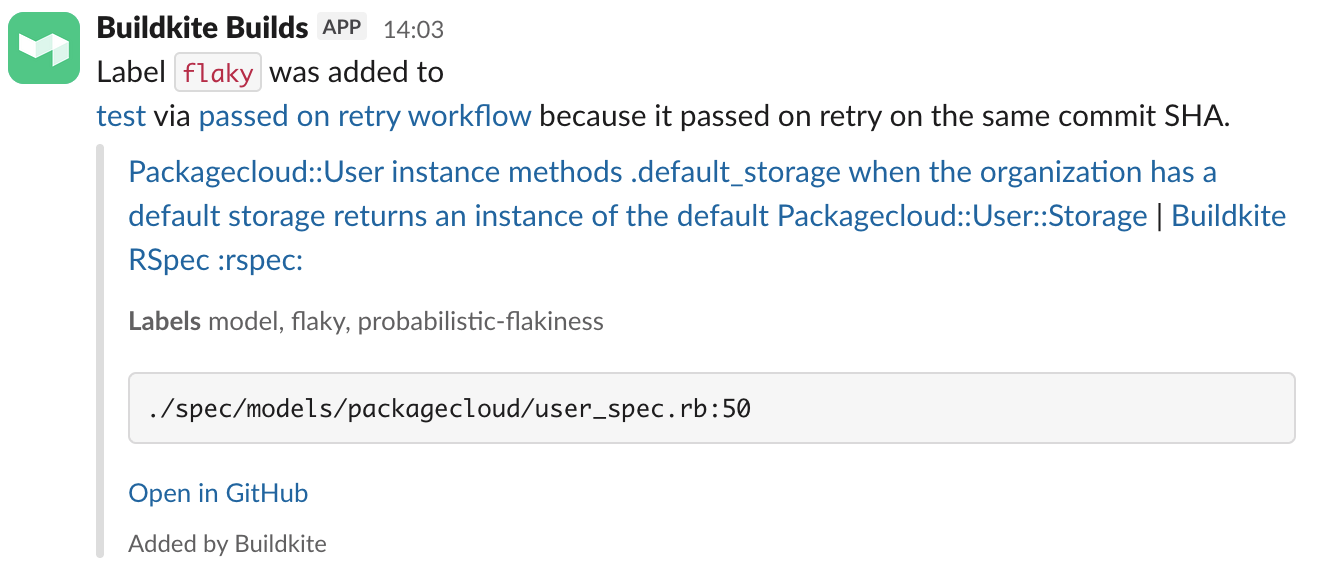 Buildkite Builds APP 14:03
Label flaky was added to
test via passed on retry workflow because it passed on retry on the same commit SHA.
Packagecloud::User instance methods .default_storage when the organization has a
default storage returns an instance of the default Packagecloud::User::Storage | Buildkite
RSpec :rspec:
Labels model, flaky, probabilistic-flakiness
./spec/models/packagecloud/user_spec.rb:50
Open in GitHub
Added by Buildkite